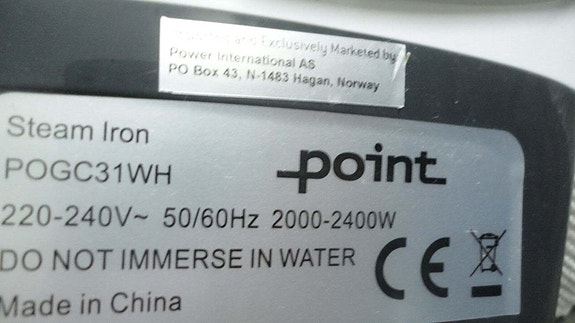 and Exclusively Marketed by
Power International AS
PO Box 43, N-1483 Hagan, Norway
Steam Iron
POGC31WH
point
220-240V~ 50/60Hz 2000-2400W
DO NOT IMMERSE IN WATER
CE
Made in China